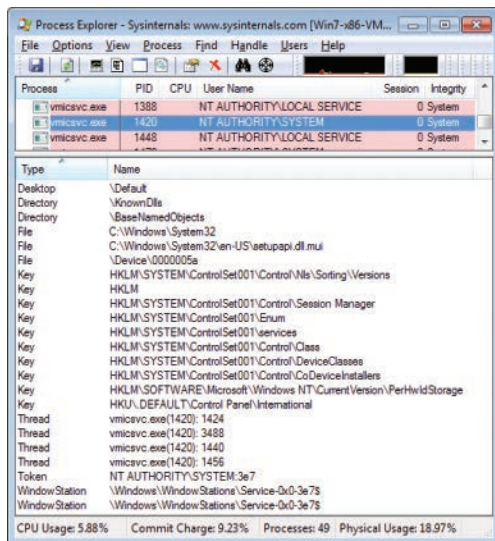 Process Explorer - Sysinternals: www.sysinternals.com [Win7-x86-VM...
File Options View Process Find Handle Users Help
Process PID CPU User Name Session Integrity
vmicsvc.exe 1388 NT AUTHORITY\LOCAL SERVICE 0 System
vmicsvc.exe 1420 NT AUTHORITY\SYSTEM 0 System
vmicsvc.exe 1448 NT AUTHORITY\LOCAL SERVICE 0 System
Type Name
Desktop \Default
Directory \KnownDlls
Directory \BaseNamedObjects
File C:\Windows\System32
File C:\Windows\System32\en-US\setupapi.dll.mui
File \Device\0000005a
Key HKLM\SYSTEM\ControlSet001\Control\Nls\Sorting\Versions
Key HKLM
Key HKLM\SYSTEM\ControlSet001\Control\Session Manager
Key HKLM\SYSTEM\ControlSet001\Enum
Key HKLM\SYSTEM\ControlSet001\services
Key HKLM\SYSTEM\ControlSet001\Control\Class
Key HKLM\SYSTEM\ControlSet001\Control\DeviceClasses
Key HKLM\SYSTEM\ControlSet001\Control\CoDeviceInstallers
Key HKLM\SOFTWARE\Microsoft\Windows NT\CurrentVersion\PerHwIdStorage
Key HKU\.DEFAULT\Control Panel\International
Thread vmicsvc.exe(1420): 1424
Thread vmicsvc.exe(1420): 3488
Thread vmicsvc.exe(1420): 1440
Thread vmicsvc.exe(1420): 1456
Token NT AUTHORITY\SYSTEM:3e7
WindowStation \Windows\WindowStations\Service-0x0-3e7$
WindowStation \Windows\WindowStations\Service-0x0-3e7$
CPU Usage: 5.88% Commit Charge: 9.23% Processes: 49 Physical Usage: 18.97%